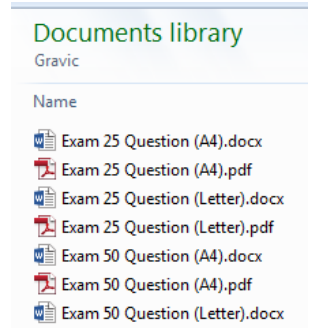 Documents library
Gravic
Name
Exam 25 Question (A4).docx
Exam 25 Question (A4).pdf
Exam 25 Question (Letter).docx
Exam 25 Question (Letter).pdf
Exam 50 Question (A4).docx
Exam 50 Question (A4).pdf
Exam 50 Question (Letter).docx